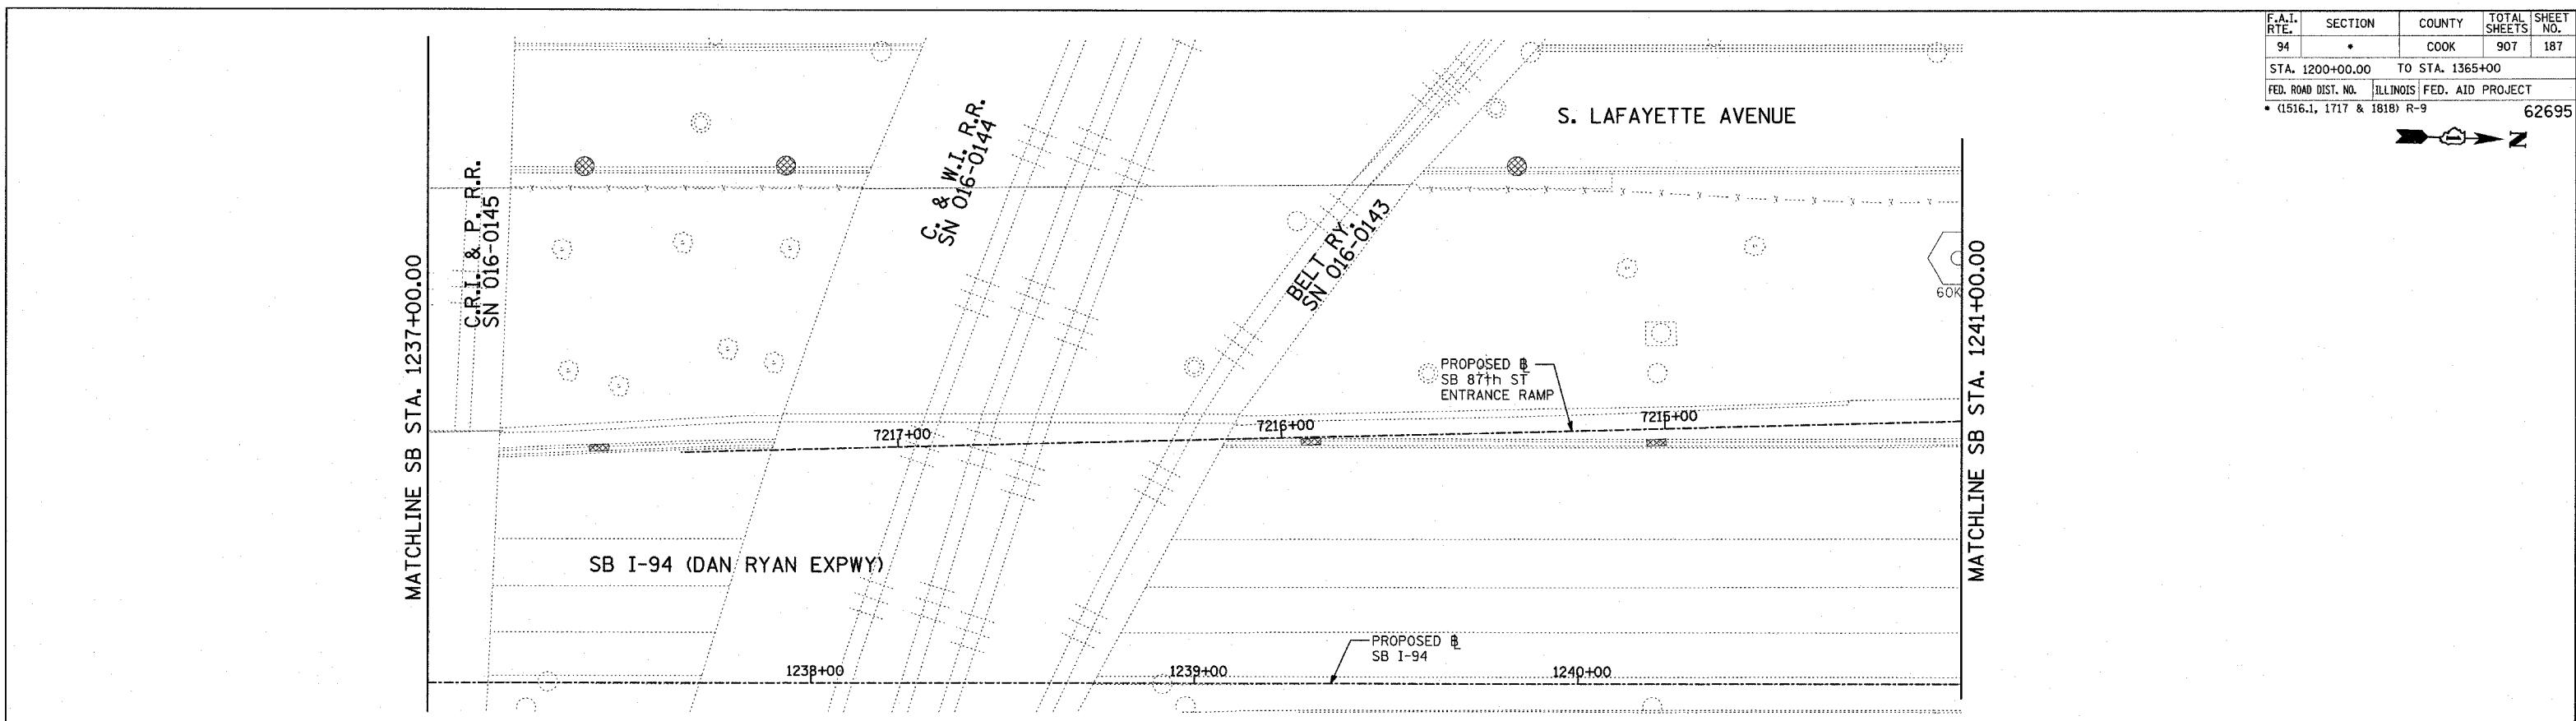 F.A.I. RTE. SECTION COUNTY TOTAL SHEETS SHEET NO.
94 * COOK 907 187
STA. 1200+00.00 TO STA. 1365+00
FED. ROAD DIST. NO. ILLINOIS FED. AID PROJECT
* (1516.1, 1717 & 1818) R-9 62695
N
S. LAFAYETTE AVENUE
C.R.I. & P. R.R.
SN 016-0145
C. & W.I. R.R.
SN 016-0144
BELT RY.
SN 016-0143
MATCHLINE SB STA. 1237+00.00
MATCHLINE SB STA. 1241+00.00
60K
PROPOSED B
SB 87th ST
ENTRANCE RAMP
7217+00
7216+00
7215+00
SB I-94 (DAN RYAN EXPWY)
PROPOSED B
SB I-94
1238+00
1239+00
1240+00